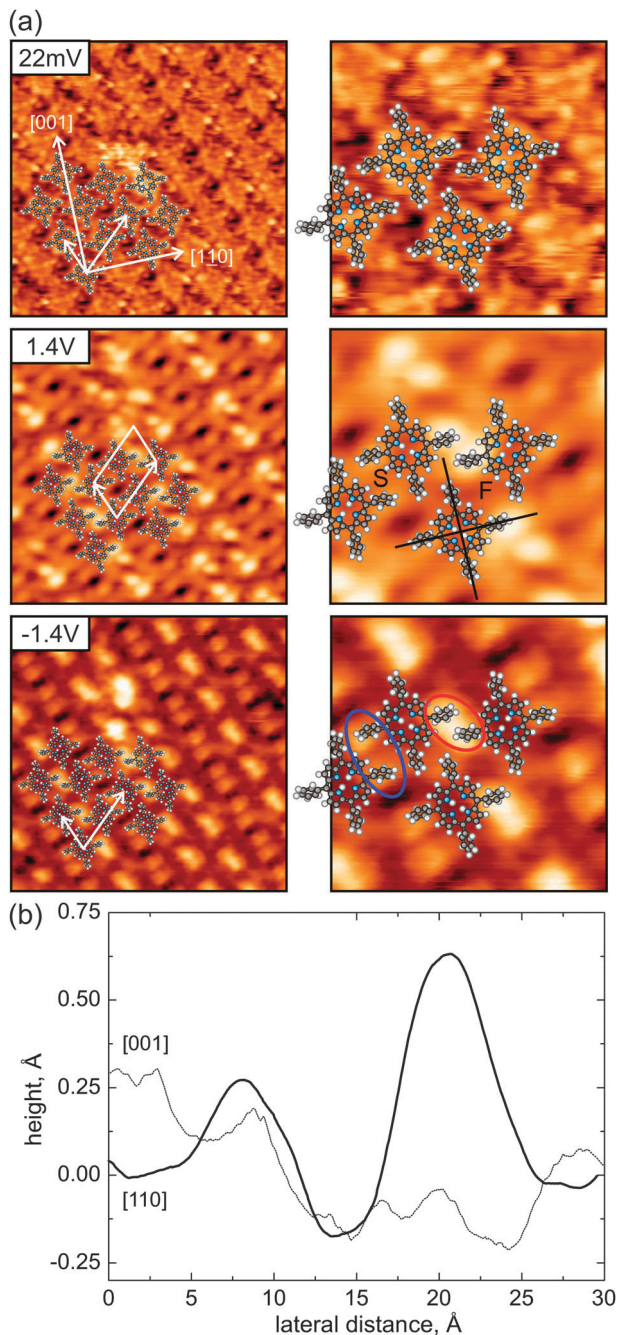 (a)
22mV
[001]
[110]
1.4V
S
F
-1.4V
(b)
0.75
0.50
0.25
0.00
-0.25
height, Å
[001]
[110]
0
5
10
15
20
25
30
lateral distance, Å